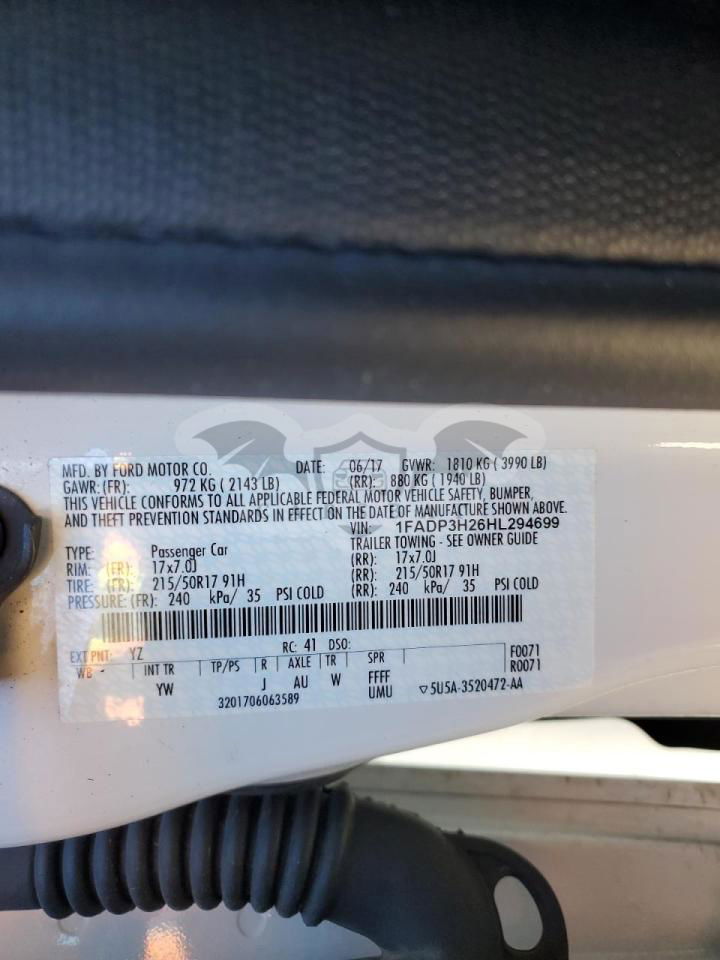 MFD. BY FORD MOTOR CO. DATE: 06/17 GVWR: 1810 KG ( 3990 LB)
GAWR: (FR): 972 KG ( 2143 LB) (RR): 880 KG ( 1940 LB)
THIS VEHICLE CONFORMS TO ALL APPLICABLE FEDERAL MOTOR VEHICLE SAFETY, BUMPER,
AND THEFT PREVENTION STANDARDS IN EFFECT ON THE DATE OF MANUFACTURE SHOWN ABOVE.
VIN: 1FADP3H26HL294699
TYPE: Passenger Car TRAILER TOWING - SEE OWNER GUIDE
RIM: (FR): 17x7.0J (RR): 17x7.0J
TIRE: (FR): 215/50R17 91H (RR): 215/50R17 91H
PRESSURE: (FR): 240 kPa/ 35 PSI COLD (RR): 240 kPa/ 35 PSI COLD
EXT PNT: YZ RC: 41 DSO: F0071
WB - INT TR TP/PS R AXLE TR SPR R0071
YW J AU W FFFF
3201706063589 UMU ▽5U5A-3520472-AA